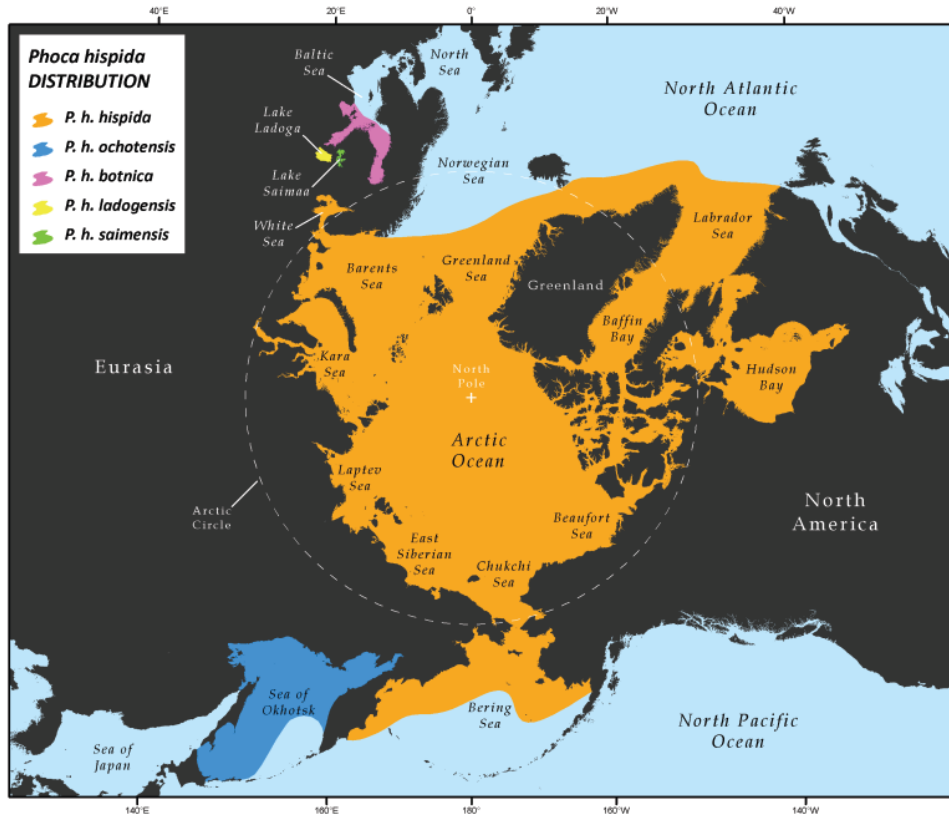 40°E
20°E
0°
20°W
40°W
Phoca hispida
DISTRIBUTION
P. h. hispida
P. h. ochotensis
P. h. botnica
P. h. ladogensis
P. h. saimensis
Baltic
Sea
North
Sea
North Atlantic
Ocean
Lake
Ladoga
Lake
Saimaa
Norwegian
Sea
White
Sea
Labrador
Sea
Barents
Sea
Greenland
Sea
Greenland
Baffin
Bay
Eurasia
Kara
Sea
North
Pole
Hudson
Bay
Arctic
Ocean
Laptev
Sea
Arctic
Circle
North
America
Beaufort
Sea
East
Siberian
Sea
Chukchi
Sea
Sea of
Okhotsk
Bering
Sea
North Pacific
Ocean
Sea of
Japan
140°E
160°E
180°
160°W
140°W